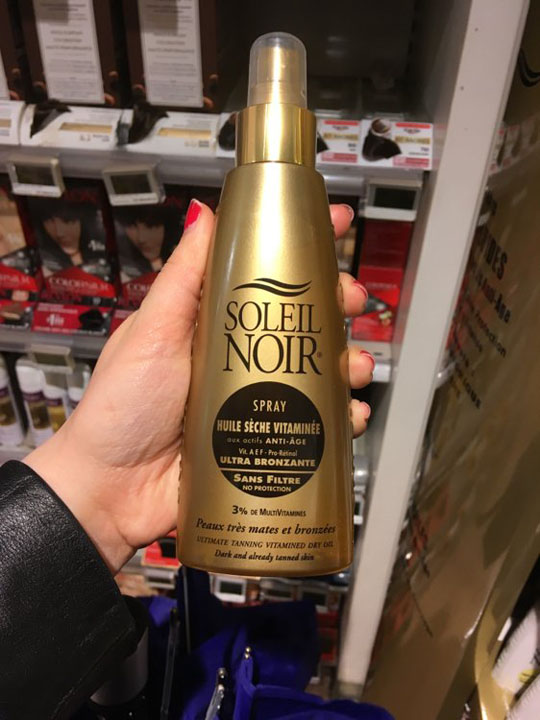 SOLEIL
NOIR®
SPRAY
HUILE SÈCHE VITAMINÉE
aux actifs ANTI-ÂGE
Vit. A E F - Pro-Rétinol
ULTRA BRONZANTE
SANS FILTRE
NO PROTECTION
3% DE MULTIVITAMINES
Peaux très mates et bronzées
ULTIMATE TANNING VITAMINED DRY OIL
Dark and already tanned skin